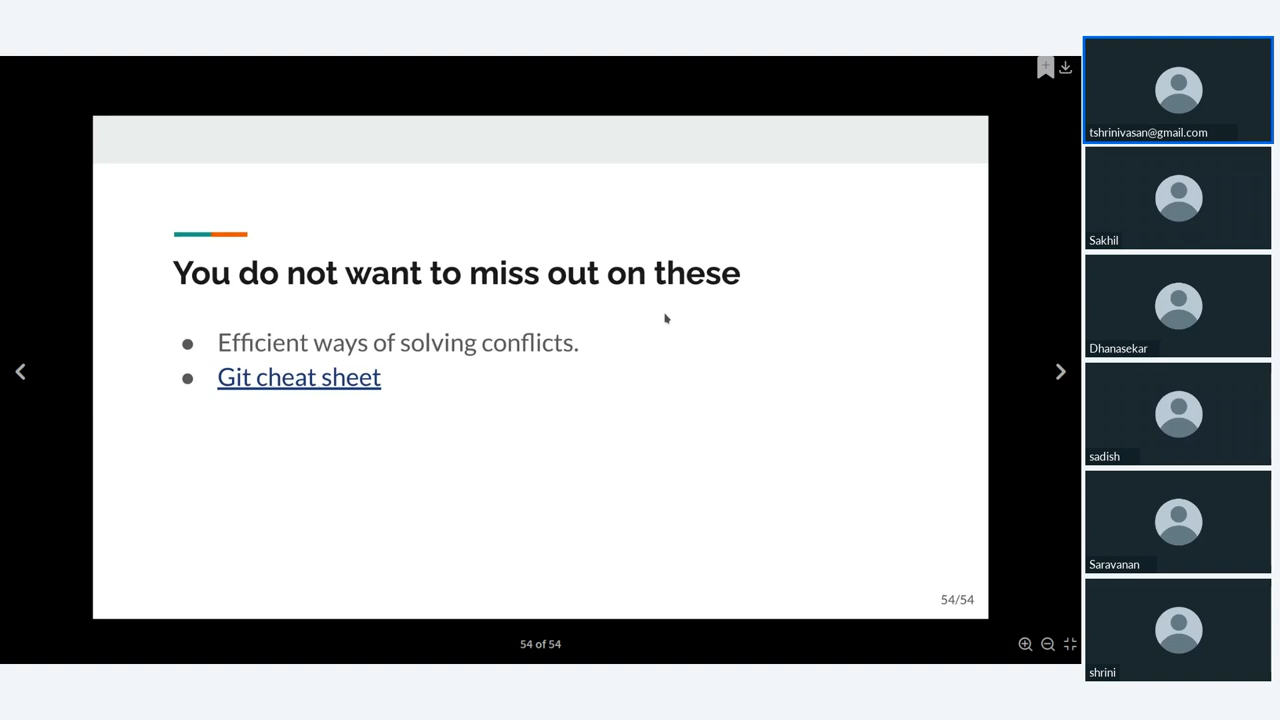 You do not want to miss out on these
● Efficient ways of solving conflicts.
● Git cheat sheet
54/54
54 of 54
tshrinivasan@gmail.com
Sakhil
Dhanasekar
sadish
Saravanan
shrini